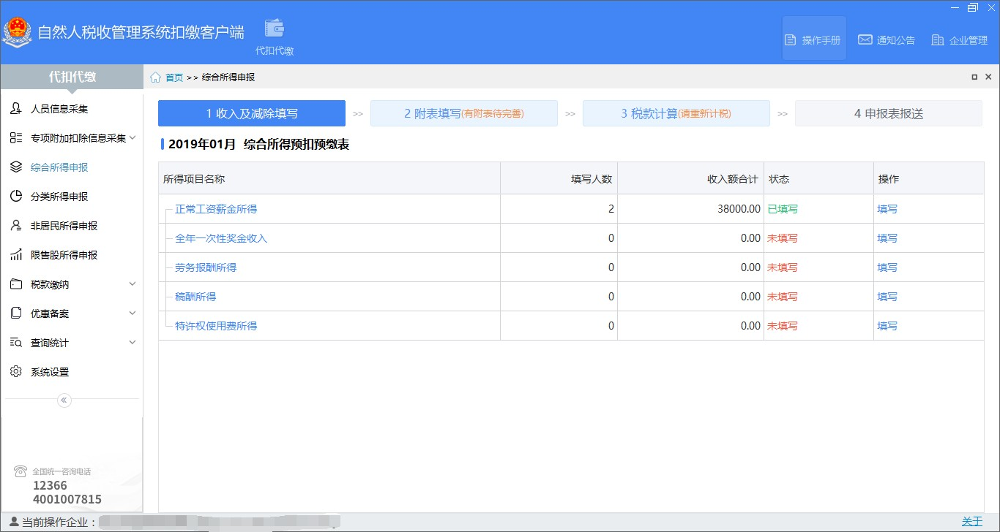 自然人税收管理系统扣缴客户端
代扣代缴
操作手册
通知公告
企业管理
代扣代缴
首页 >> 综合所得申报
人员信息采集
专项附加扣除信息采集
综合所得申报
分类所得申报
非居民所得申报
限售股所得申报
税款缴纳
优惠备案
查询统计
系统设置
«
全国统一咨询电话
12366
4001007815
1 收入及减除填写 >> 2 附表填写(有附表待完善) >> 3 税款计算(请重新计税) >> 4 申报表报送
2019年01月 综合所得预扣预缴表
所得项目名称 填写人数 收入额合计 状态 操作
正常工资薪金所得 2 38000.00 已填写 填写
全年一次性奖金收入 0 0.00 未填写 填写
劳务报酬所得 0 0.00 未填写 填写
稿酬所得 0 0.00 未填写 填写
特许权使用费所得 0 0.00 未填写 填写
当前操作企业：
关于